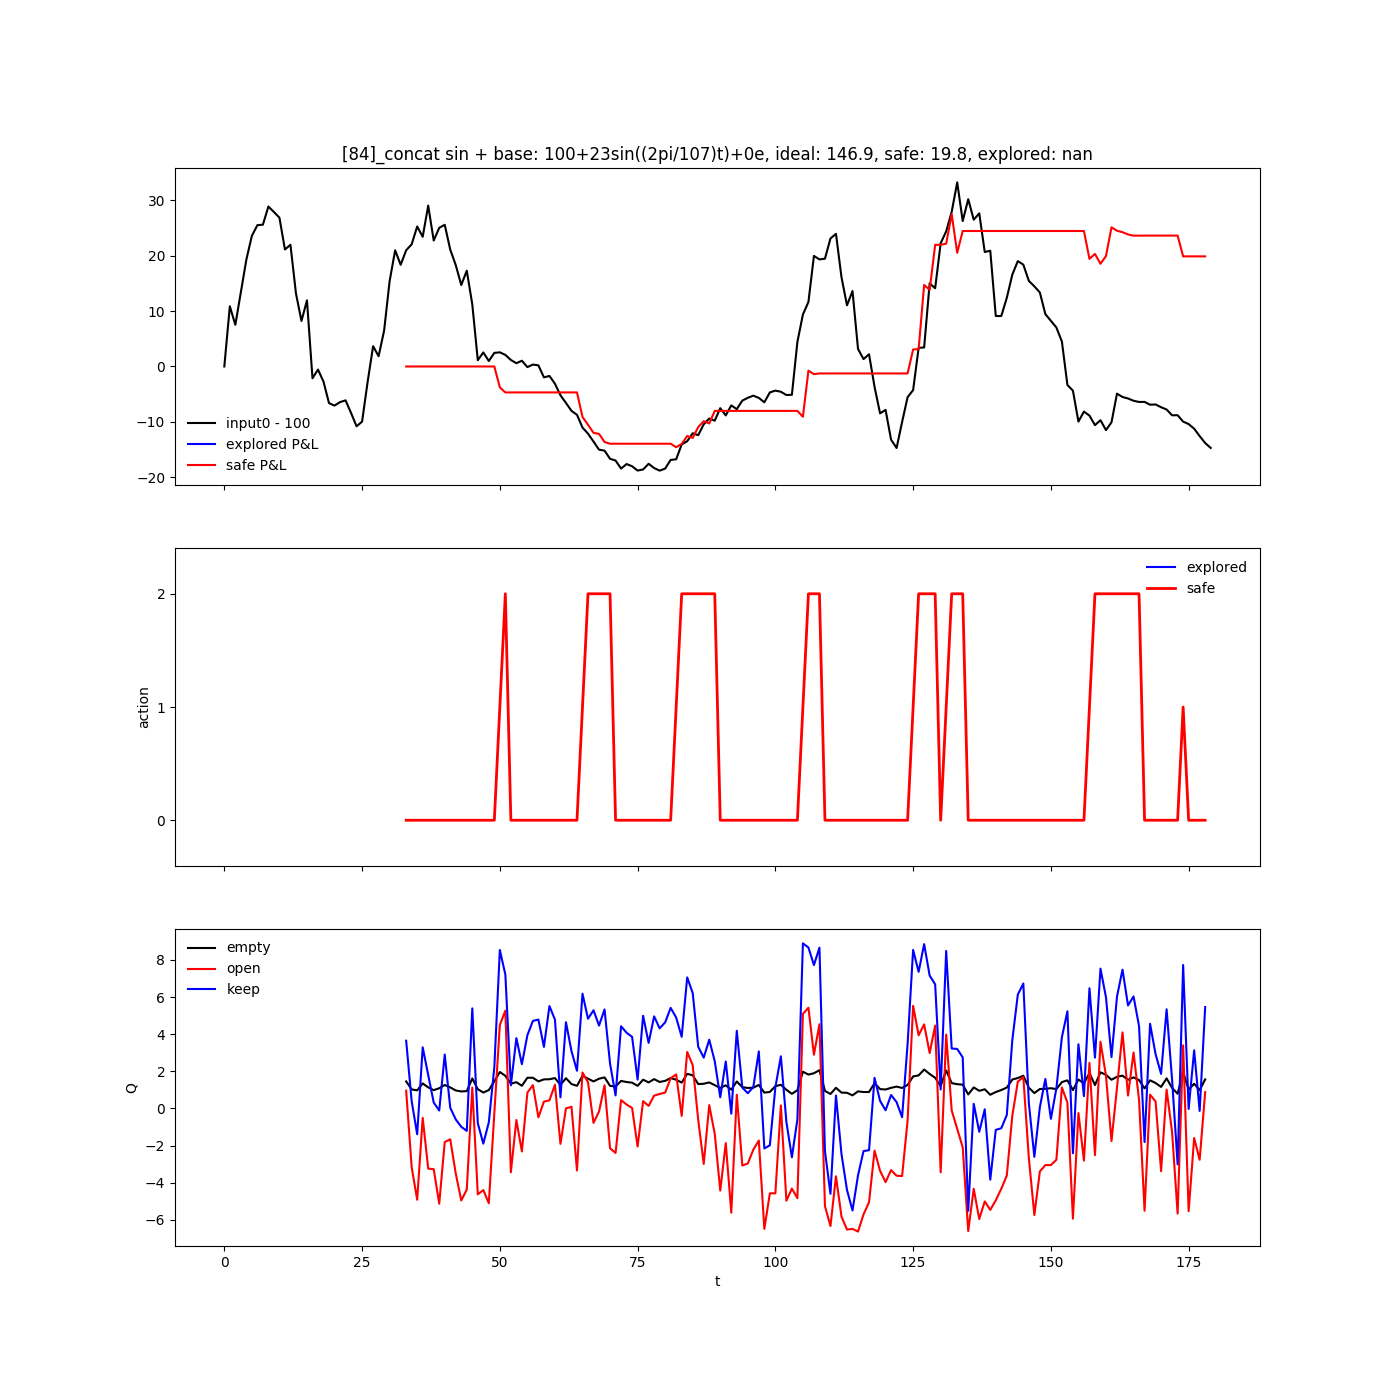 [84]_concat sin + base: 100+23sin((2pi/107)t)+0e, ideal: 146.9, safe: 19.8, explored: nan
30
20
10
0
−10
−20
input0 - 100
explored P&L
safe P&L
2
1
0
action
explored
safe
8
6
4
2
0
−2
−4
−6
Q
empty
open
keep
0 25 50 75 100 125 150 175
t